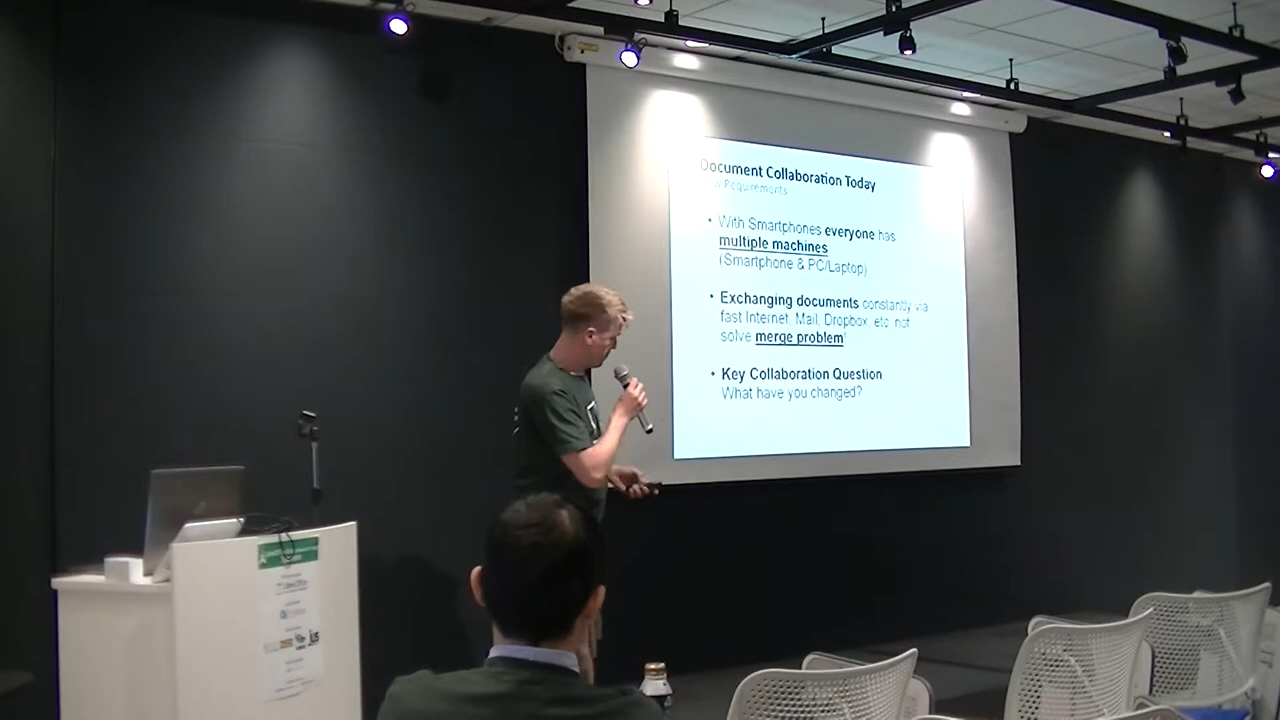 Document Collaboration Today
Requirements
• With Smartphones everyone has
multiple machines
(Smartphone & PC/Laptop)
• Exchanging documents constantly via
fast Internet. Mail, Dropbox, etc. not
solve merge problem
• Key Collaboration Question
What have you changed?
jus